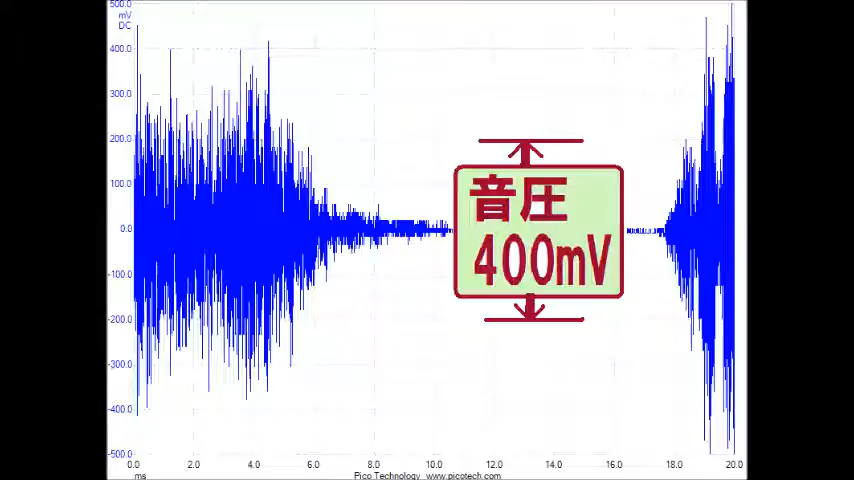 500.0
mV
DC
400.0
300.0
200.0
100.0
0.0
-100.0
-200.0
-300.0
-400.0
-500.0
音圧
400mV
0.0 2.0 4.0 6.0 8.0 10.0 12.0 14.0 16.0 18.0 20.0
ms
Pico Technology www.picotech.com